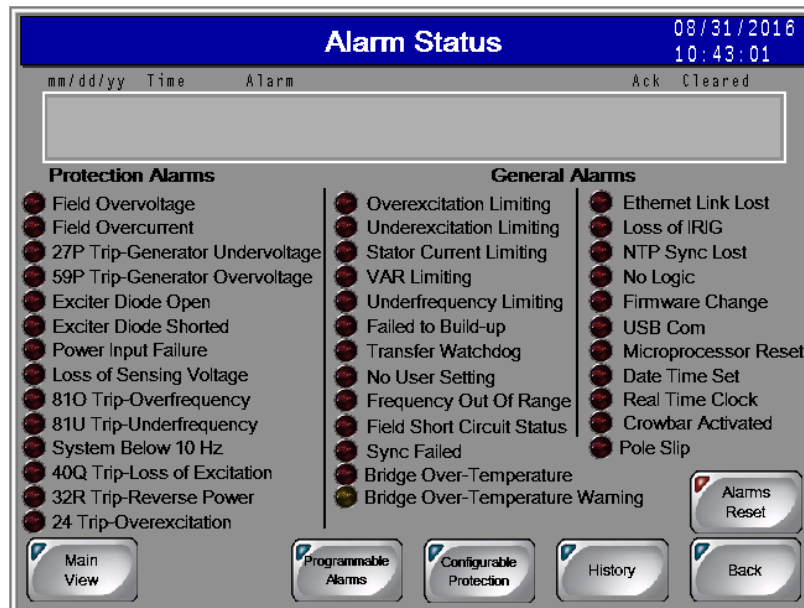 Alarm Status
08/31/2016
10:43:01
mm/dd/yy Time Alarm Ack Cleared
Protection Alarms
Field Overvoltage
Field Overcurrent
27P Trip-Generator Undervoltage
59P Trip-Generator Overvoltage
Exciter Diode Open
Exciter Diode Shorted
Power Input Failure
Loss of Sensing Voltage
81O Trip-Overfrequency
81U Trip-Underfrequency
System Below 10 Hz
40Q Trip-Loss of Excitation
32R Trip-Reverse Power
24 Trip-Overexcitation
General Alarms
Overexcitation Limiting
Underexcitation Limiting
Stator Current Limiting
VAR Limiting
Underfrequency Limiting
Failed to Build-up
Transfer Watchdog
No User Setting
Frequency Out Of Range
Field Short Circuit Status
Sync Failed
Bridge Over-Temperature
Bridge Over-Temperature Warning
Ethernet Link Lost
Loss of IRIG
NTP Sync Lost
No Logic
Firmware Change
USB Com
Microprocessor Reset
Date Time Set
Real Time Clock
Crowbar Activated
Pole Slip
Alarms
Reset
Main
View
Programmable
Alarms
Configurable
Protection
History
Back